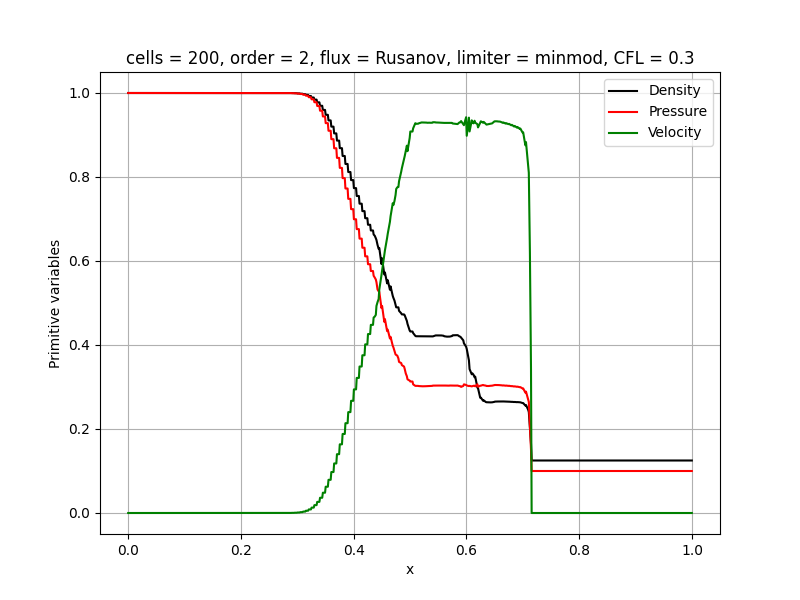 cells = 200, order = 2, flux = Rusanov, limiter = minmod, CFL = 0.3
Density
Pressure
Velocity
Primitive variables
1.0
0.8
0.6
0.4
0.2
0.0
0.0 0.2 0.4 0.6 0.8 1.0
x